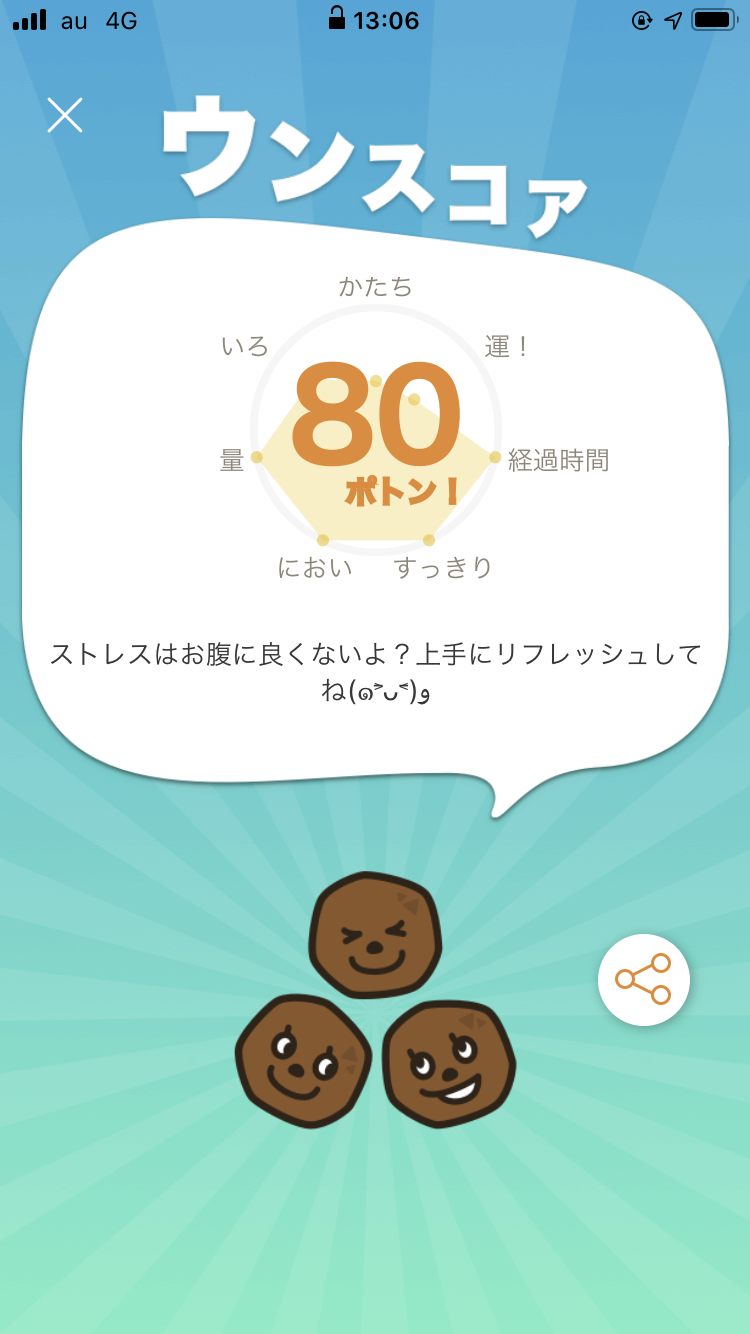 au 4G 13:06
ウンスコア
かたち
いろ
運！
80
量
経過時間
ポトン！
におい
すっきり
ストレスはお腹に良くないよ？上手にリフレッシュして
ね(๑˃̵ᴗ˂̵)و